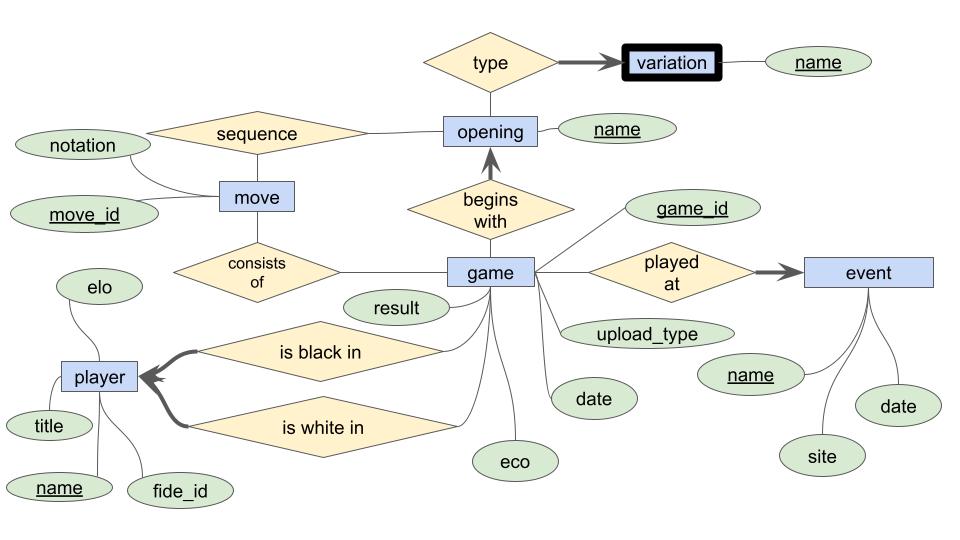 type
variation
name
sequence
opening
name
notation
move
move_id
begins
with
game_id
consists
of
game
played
at
event
elo
result
upload_type
is black in
player
name
date
date
title
is white in
site
eco
name
fide_id